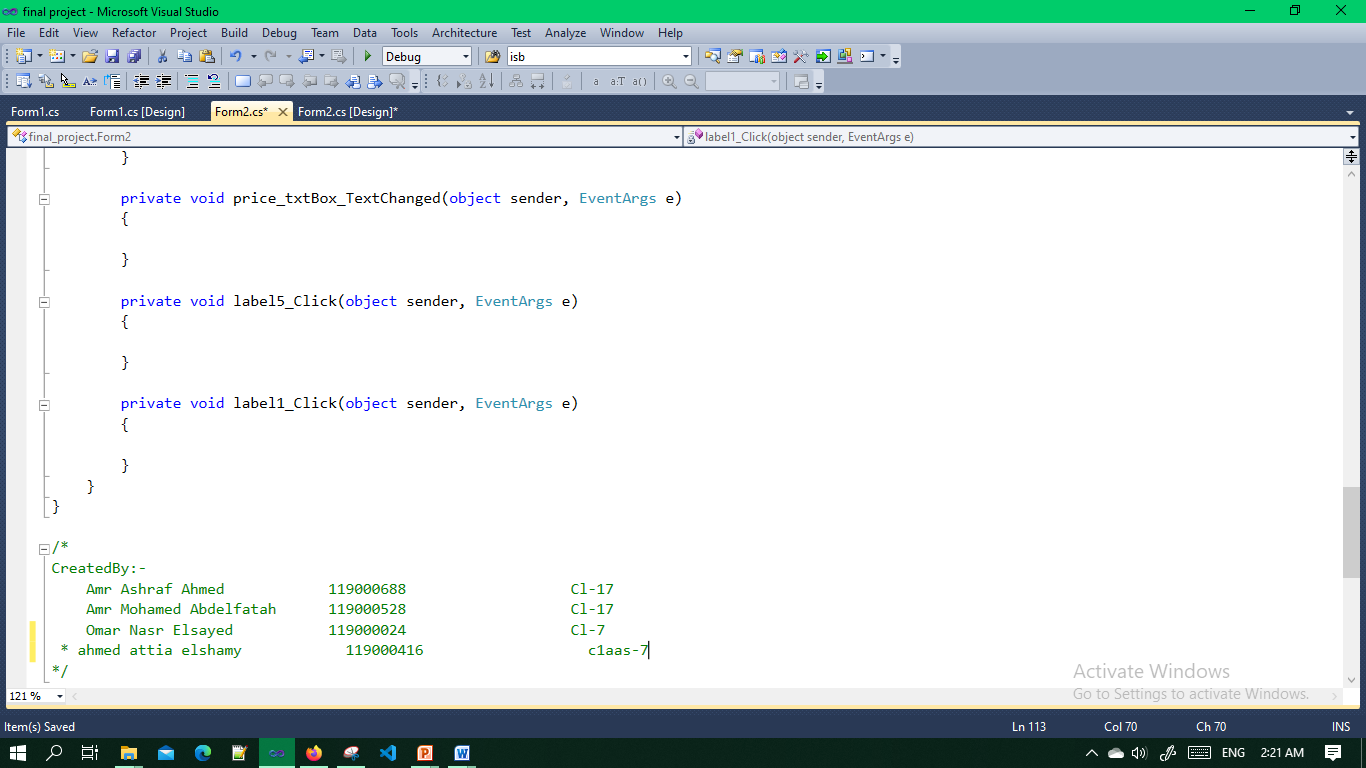 final project - Microsoft Visual Studio
File Edit View Refactor Project Build Debug Team Data Tools Architecture Test Analyze Window Help
Debug isb
Form1.cs Form1.cs [Design] Form2.cs* Form2.cs [Design]*
final_project.Form2 label1_Click(object sender, EventArgs e)
}
private void price_txtBox_TextChanged(object sender, EventArgs e)
{
}
private void label5_Click(object sender, EventArgs e)
{
}
private void label1_Click(object sender, EventArgs e)
{
}
}
}
/*
CreatedBy:-
Amr Ashraf Ahmed 119000688 Cl-17
Amr Mohamed Abdelfatah 119000528 Cl-17
Omar Nasr Elsayed 119000024 Cl-7
* ahmed attia elshamy 119000416 c1aas-7
*/
Activate Windows
Go to Settings to activate Windows.
121 %
Item(s) Saved Ln 113 Col 70 Ch 70 INS
ENG 2:21 AM